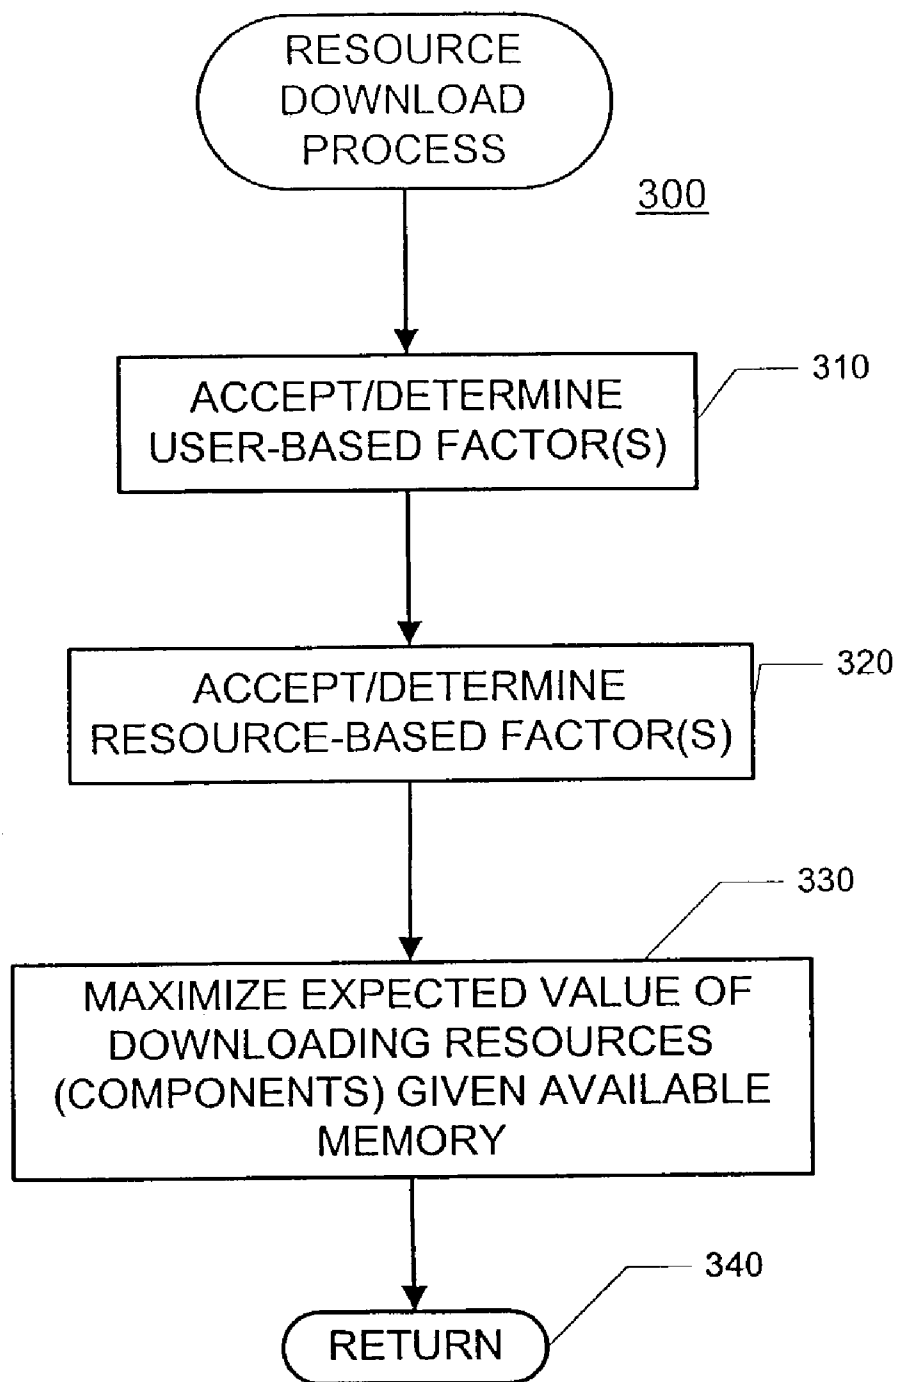 RESOURCE
DOWNLOAD
PROCESS
300
ACCEPT/DETERMINE
USER-BASED FACTOR(S)
310
ACCEPT/DETERMINE
RESOURCE-BASED FACTOR(S)
320
330
MAXIMIZE EXPECTED VALUE OF
DOWNLOADING RESOURCES
(COMPONENTS) GIVEN AVAILABLE
MEMORY
340
RETURN